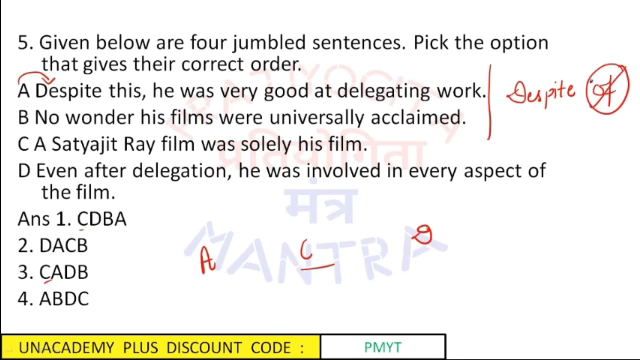 5. Given below are four jumbled sentences. Pick the option
that gives their correct order.
A Despite this, he was very good at delegating work.
Despite of
B No wonder his films were universally acclaimed.
C A Satyajit Ray film was solely his film.
प्रतियोगिता
D Even after delegation, he was involved in every aspect of
the film.
मंत्र
Ans 1. CDBA
2. DACB
A C D
MANTRA
3. CADB
4. ABDC
UNACADEMY PLUS DISCOUNT CODE : PMYT